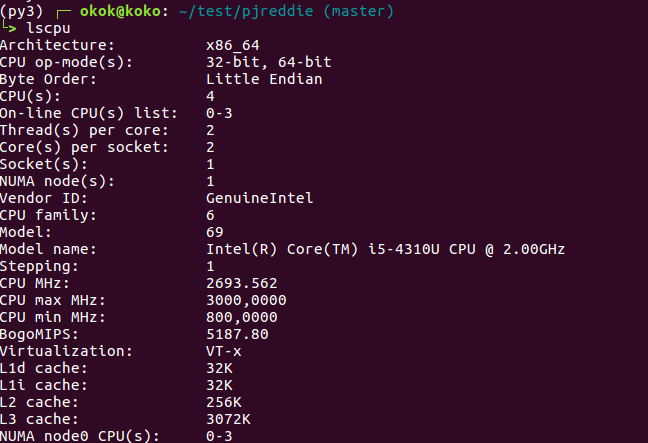 (py3) ┌─ okok@koko: ~/test/pjreddie (master)
└> lscpu
Architecture: x86_64
CPU op-mode(s): 32-bit, 64-bit
Byte Order: Little Endian
CPU(s): 4
On-line CPU(s) list: 0-3
Thread(s) per core: 2
Core(s) per socket: 2
Socket(s): 1
NUMA node(s): 1
Vendor ID: GenuineIntel
CPU family: 6
Model: 69
Model name: Intel(R) Core(TM) i5-4310U CPU @ 2.00GHz
Stepping: 1
CPU MHz: 2693.562
CPU max MHz: 3000,0000
CPU min MHz: 800,0000
BogoMIPS: 5187.80
Virtualization: VT-x
L1d cache: 32K
L1i cache: 32K
L2 cache: 256K
L3 cache: 3072K
NUMA node0 CPU(s): 0-3